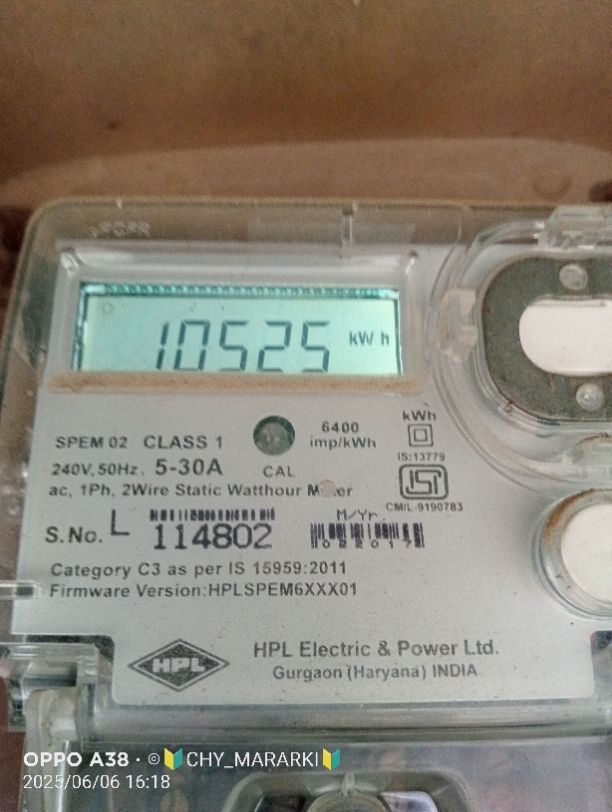 10525 kWh
6400
imp/kWh
kWh
SPEM 02 CLASS 1
240V, 50Hz, 5-30A
CAL
IS:13779
ac, 1Ph, 2Wire Static Watthour
CM/L-9190783
S.No. L 114802
M/Yr.
022017
Category C3 as per IS 15959:2011
Firmware Version:HPLSPEM6XXX01
HPL
HPL Electric & Power Ltd.
Gurgaon (Haryana) INDIA
OPPO A38 · ©🔰CHY_MARARKI🔰
2025/06/06 16:18